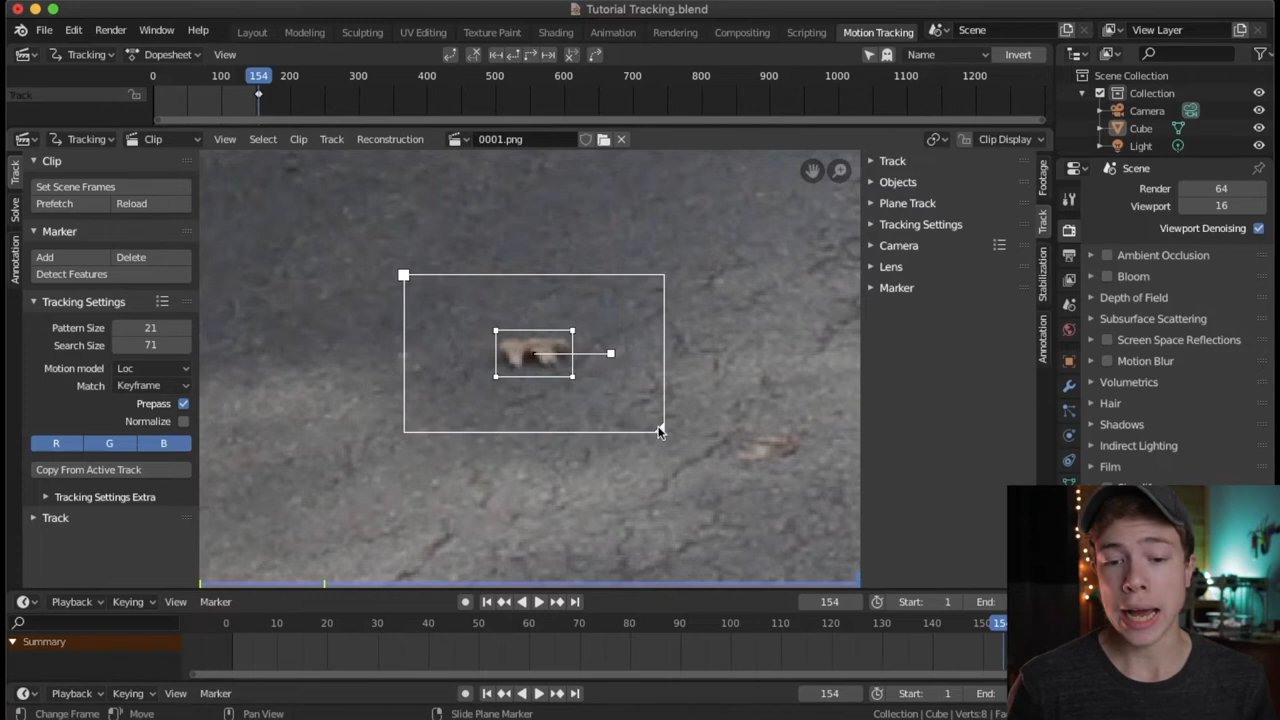 Tutorial Tracking.blend
File Edit Render Window Help Layout Modeling Sculpting UV Editing Texture Paint Shading Animation Rendering Compositing Scripting Motion Tracking Scene View Layer
Tracking Dopesheet View Name Invert
0 100 154 200 300 400 500 600 700 800 900 1000 1100 1200
Track
Scene Collection
Collection
Camera
Cube
Light
Tracking Clip View Select Clip Track Reconstruction 0001.png Clip Display
Track
Solve
Annotation
Clip
Set Scene Frames
Prefetch Reload
Marker
Add Delete
Detect Features
Tracking Settings
Pattern Size 21
Search Size 71
Motion model Loc
Match Keyframe
Prepass
Normalize
R G B
Copy From Active Track
Tracking Settings Extra
Track
Track
Objects
Plane Track
Tracking Settings
Camera
Lens
Marker
Footage
Track
Stabilization
Annotation
Scene
Render 64
Viewport 16
Viewport Denoising
Ambient Occlusion
Bloom
Depth of Field
Subsurface Scattering
Screen Space Reflections
Motion Blur
Volumetrics
Hair
Shadows
Indirect Lighting
Film
Playback Keying View Marker 154 Start: 1 End:
0 10 20 30 40 50 60 70 80 90 100 110 120 130 140
Summary
Playback Keying View Marker 154 Start: 1 End:
Change Frame Move Pan View Slide Plane Marker Collection | Cube | Verts:8 |